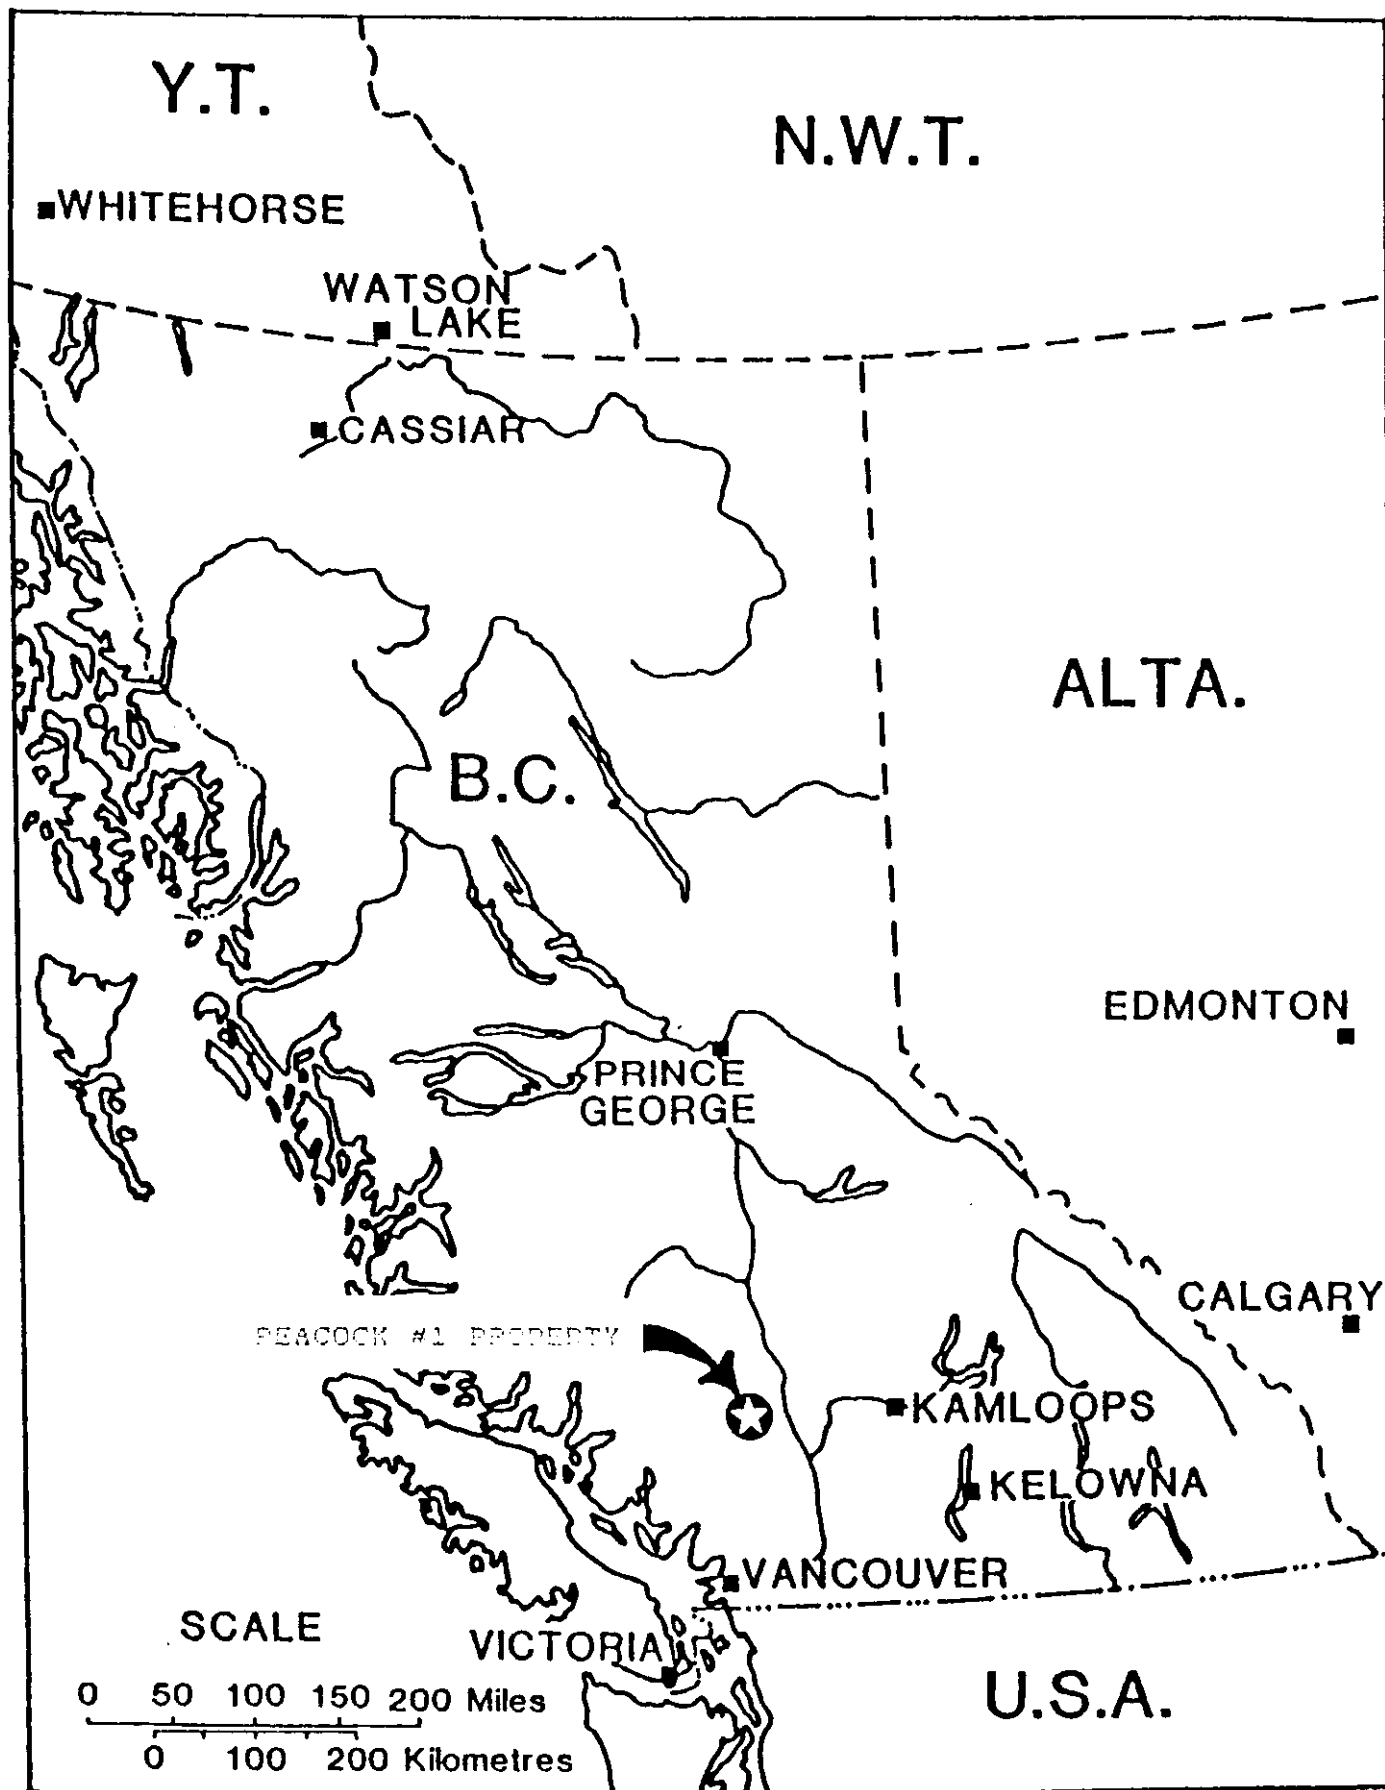 Y.T.
N.W.T.
WHITEHORSE
WATSON
LAKE
CASSIAR
ALTA.
B.C.
EDMONTON
PRINCE
GEORGE
CALGARY
PEACOCK #1 PROPERTY
KAMLOOPS
KELOWNA
VANCOUVER
SCALE
VICTORIA
U.S.A.
0 50 100 150 200 Miles
0 100 200 Kilometres